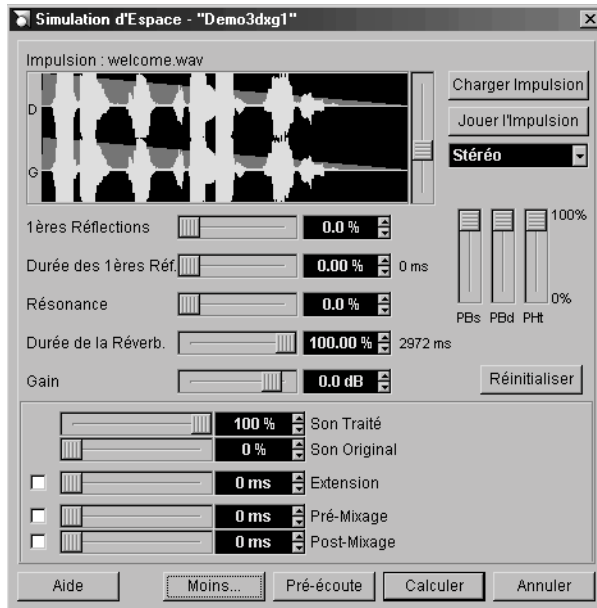 Simulation d'Espace - "Demo3dxg1"
Impulsion : welcome.wav
D
G
Charger Impulsion
Jouer l'Impulsion
Stéréo
1ères Réflections 0.0 %
Durée des 1ères Réf. 0.00 % 0 ms
Résonance 0.0 %
Durée de la Réverb. 100.00 % 2972 ms
Gain 0.0 dB
100%
0%
PBs PBd PHt
Réinitialiser
100 % Son Traité
0 % Son Original
0 ms Extension
0 ms Pré-Mixage
0 ms Post-Mixage
Aide Moins... Pré-écoute Calculer Annuler